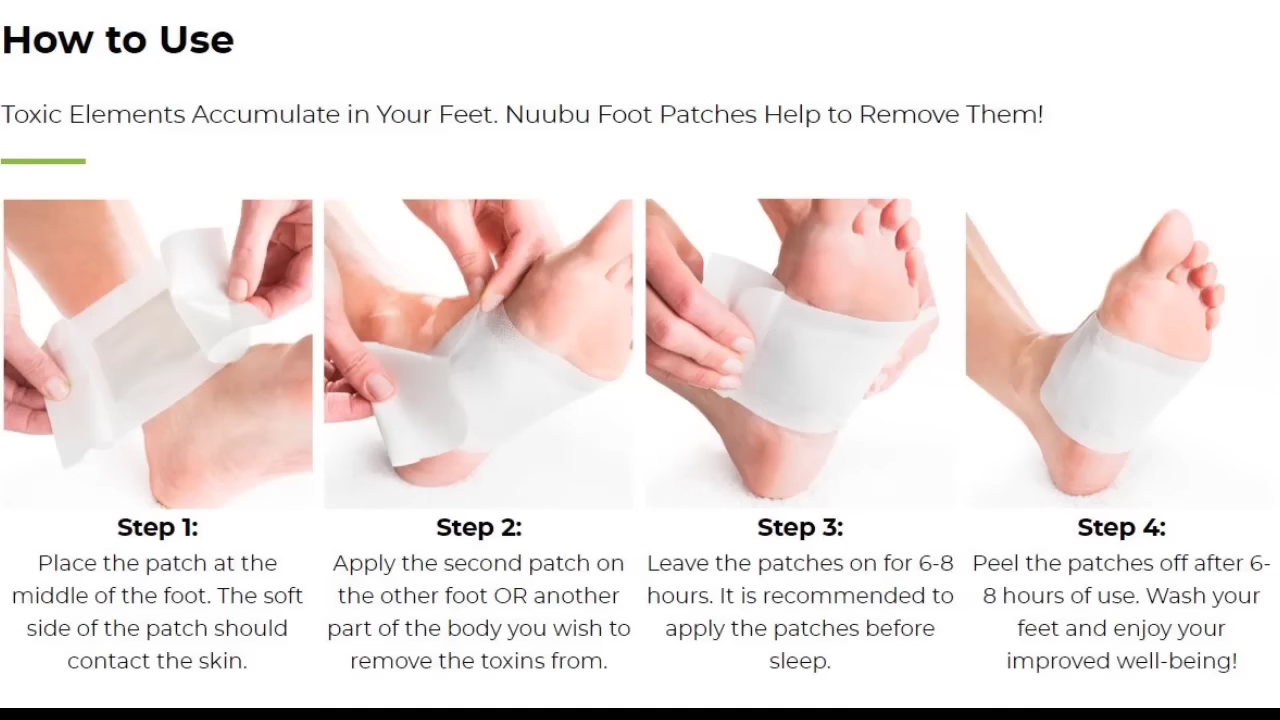 How to Use
Toxic Elements Accumulate in Your Feet. Nuubu Foot Patches Help to Remove Them!
Step 1:
Place the patch at the
middle of the foot. The soft
side of the patch should
contact the skin.
Step 2:
Apply the second patch on
the other foot OR another
part of the body you wish to
remove the toxins from.
Step 3:
Leave the patches on for 6-8
hours. It is recommended to
apply the patches before
sleep.
Step 4:
Peel the patches off after 6-
8 hours of use. Wash your
feet and enjoy your
improved well-being!